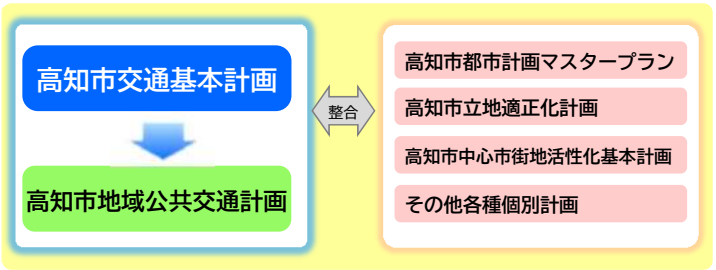 高知市交通基本計画
高知市地域公共交通計画
整合
高知市都市計画マスタープラン
高知市立地適正化計画
高知市中心市街地活性化基本計画
その他各種個別計画